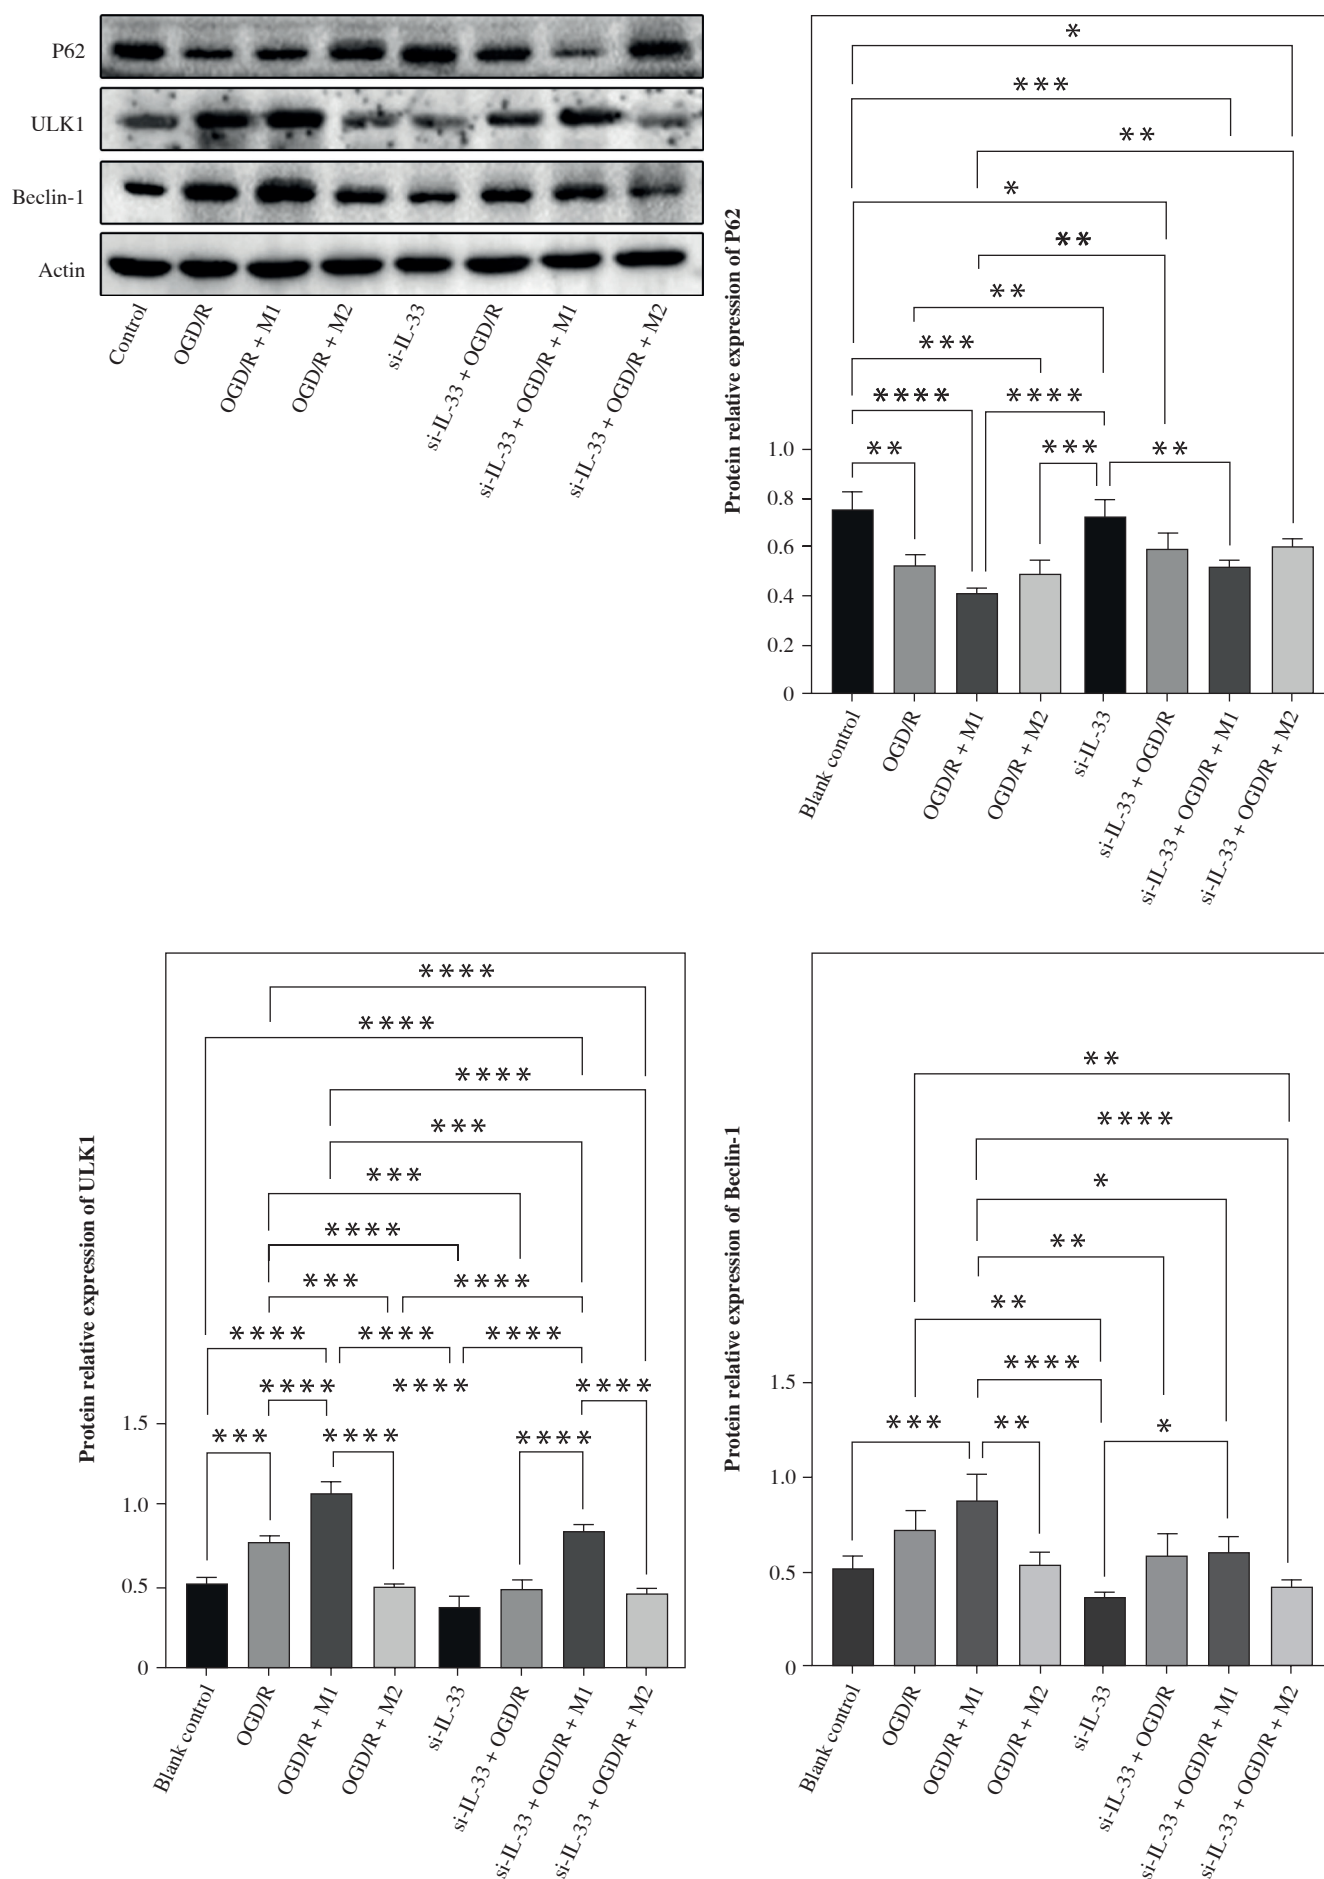 P62
ULK1
Beclin-1
Actin
Control
OGD/R
OGD/R + M1
OGD/R + M2
si-IL-33
si-IL-33 + OGD/R
si-IL-33 + OGD/R + M1
si-IL-33 + OGD/R + M2
Protein relative expression of P62
*
***
**
*
**
**
***
**** ****
** *** **
1.0
0.8
0.6
0.4
0.2
0
Blank control
OGD/R
OGD/R + M1
OGD/R + M2
si-IL-33
si-IL-33 + OGD/R
si-IL-33 + OGD/R + M1
si-IL-33 + OGD/R + M2
Protein relative expression of ULK1
****
****
****
***
***
****
*** ****
**** **** ****
**** **** ****
*** **** ****
1.5
1.0
0.5
0
Blank control
OGD/R
OGD/R + M1
OGD/R + M2
si-IL-33
si-IL-33 + OGD/R
si-IL-33 + OGD/R + M1
si-IL-33 + OGD/R + M2
Protein relative expression of Beclin-1
**
****
*
**
**
****
*** ** *
1.5
1.0
0.5
0
Blank control
OGD/R
OGD/R + M1
OGD/R + M2
si-IL-33
si-IL-33 + OGD/R
si-IL-33 + OGD/R + M1
si-IL-33 + OGD/R + M2